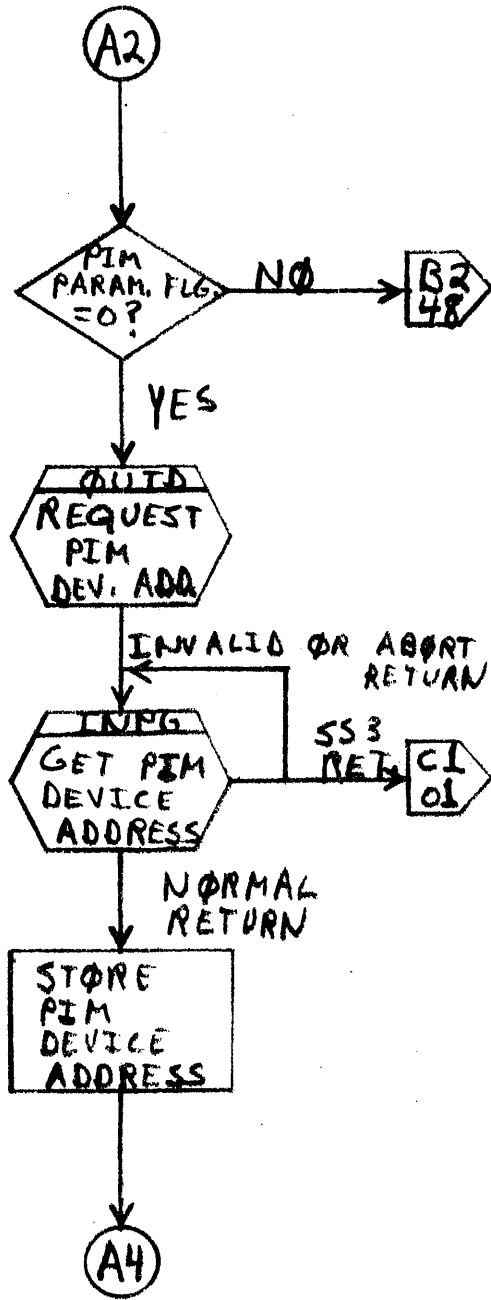 A2
PIM
PARAM. FLG.
=0?
NØ
B2
48
YES
ØUTD
REQUEST
PIM
DEV. ADD.
INVALID ØR ABØRT
RETURN
INPG
GET PIM
DEVICE
ADDRESS
SS3
RET.
C1
01
NØRMAL
RETURN
STØRE
PIM
DEVICE
ADDRESS
A4